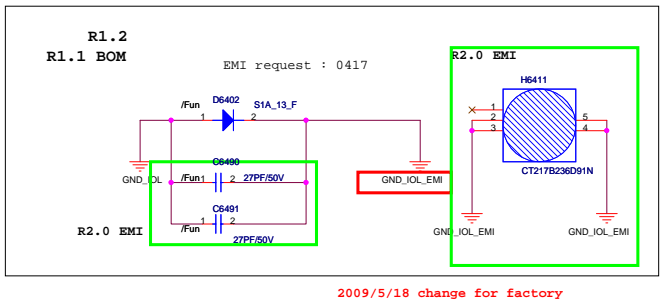 R1.2
R1.1 BOM
EMI request : 0417
R2.0 EMI
H6411
D6402
/Fun 1 2 S1A_13_F
1
2
3
5
4
CT217B236D91N
C6490
GND_IOL /Fun 1 2 27PF/50V
GND_IOL_EMI
C6491
/Fun 1 2
R2.0 EMI
27PF/50V
GND_IOL_EMI GND_IOL_EMI
2009/5/18 change for factory